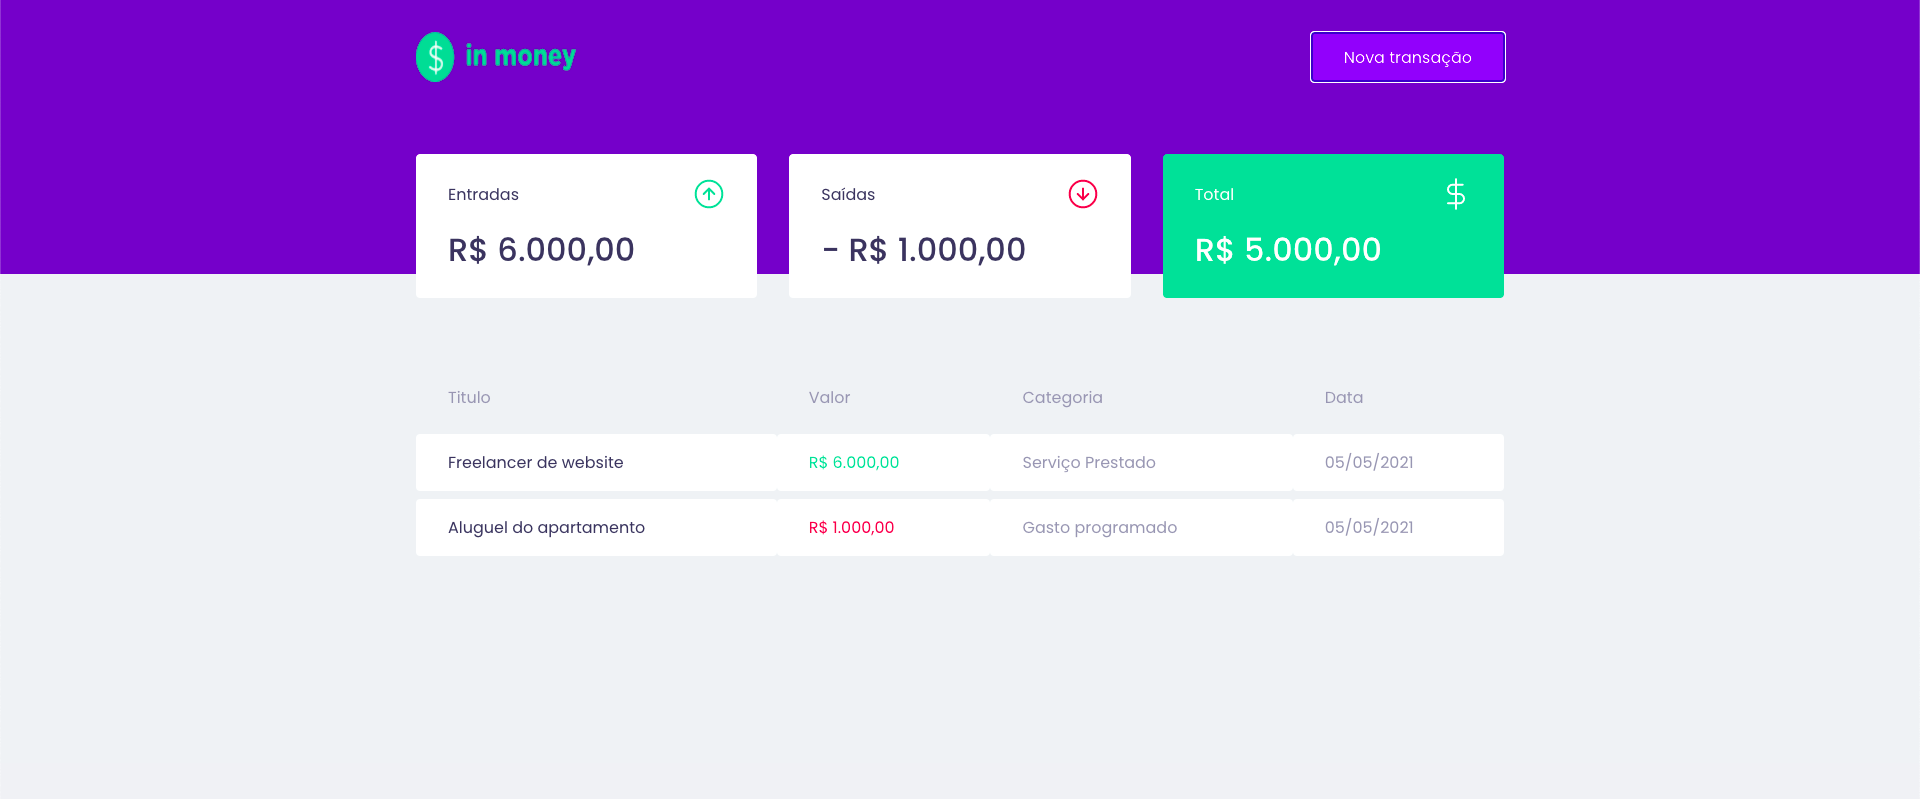 $ in money
Nova transação
Entradas
R$ 6.000,00
Saídas
- R$ 1.000,00
Total
$
R$ 5.000,00
Titulo Valor Categoria Data
Freelancer de website R$ 6.000,00 Serviço Prestado 05/05/2021
Aluguel do apartamento R$ 1.000,00 Gasto programado 05/05/2021